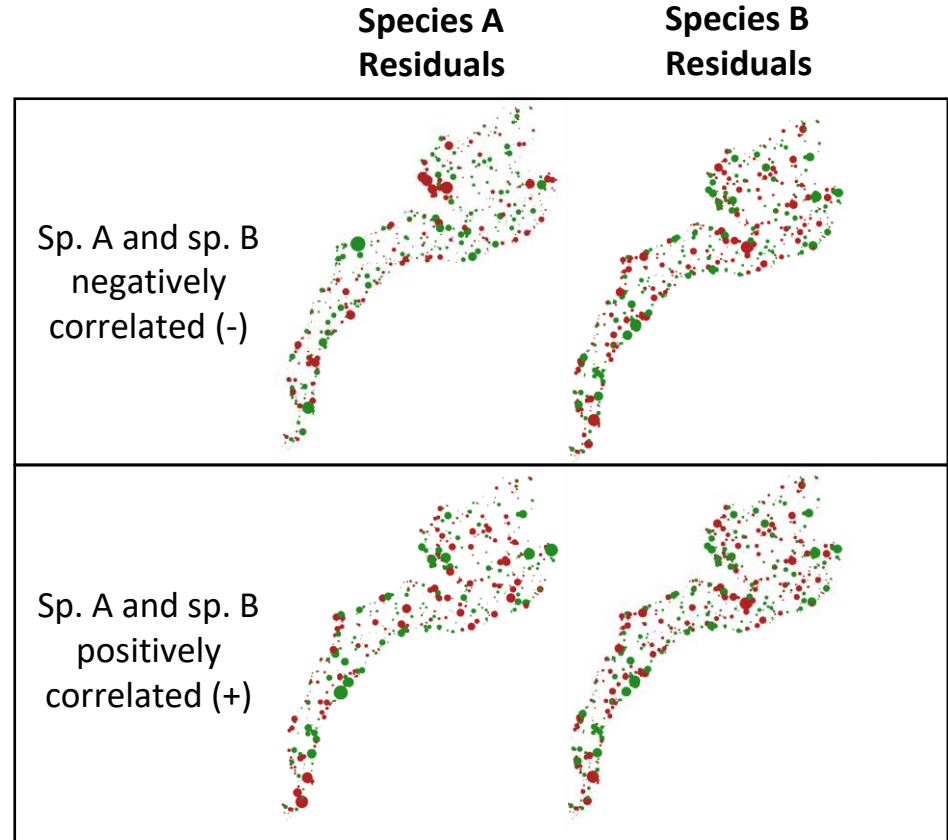 Species A
Residuals
Species B
Residuals
Sp. A and sp. B
negatively
correlated (-)
Sp. A and sp. B
positively
correlated (+)